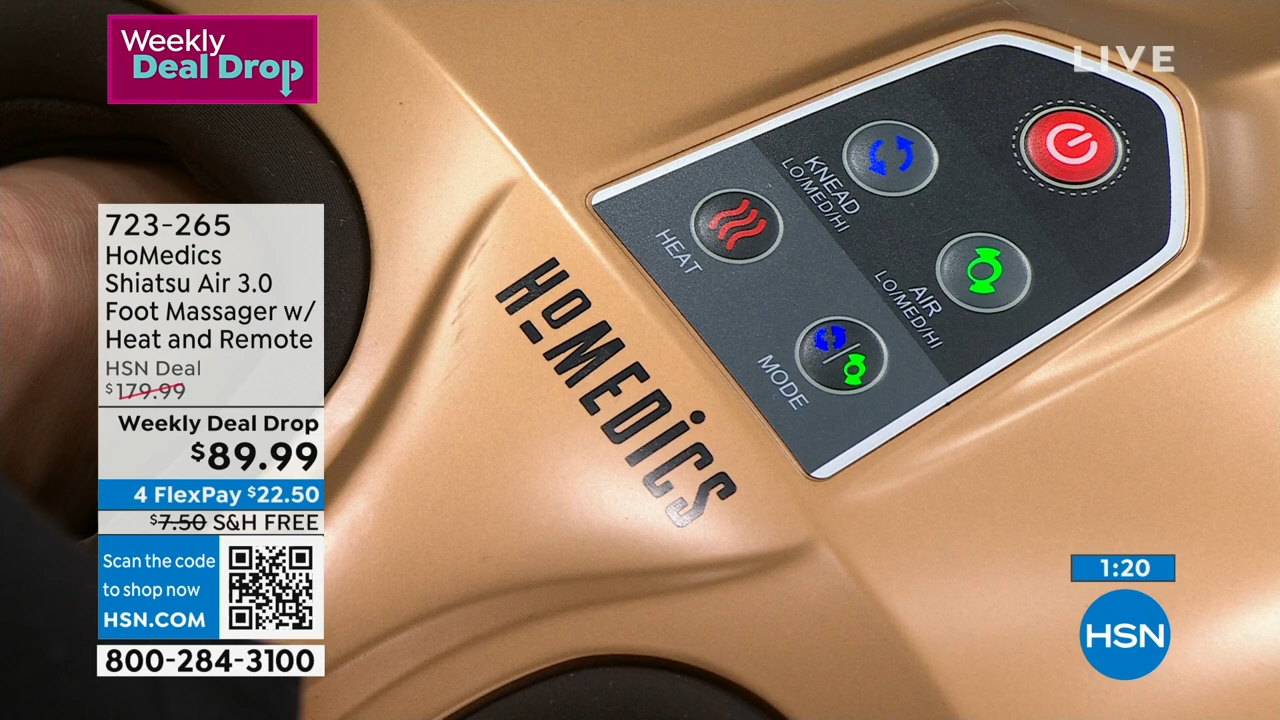 Weekly
Deal Drop
LIVE
723-265
HoMedics
Shiatsu Air 3.0
Foot Massager w/
Heat and Remote
HSN Deal
$179.99
Weekly Deal Drop
$89.99
4 FlexPay $22.50
$7.50 S&H FREE
Scan the code
to shop now
HSN.COM
800-284-3100
KNEAD
LO/MED/HI
HEAT
AIR
LO/MED/HI
MODE
HoMEDiCS
1:20
HSN